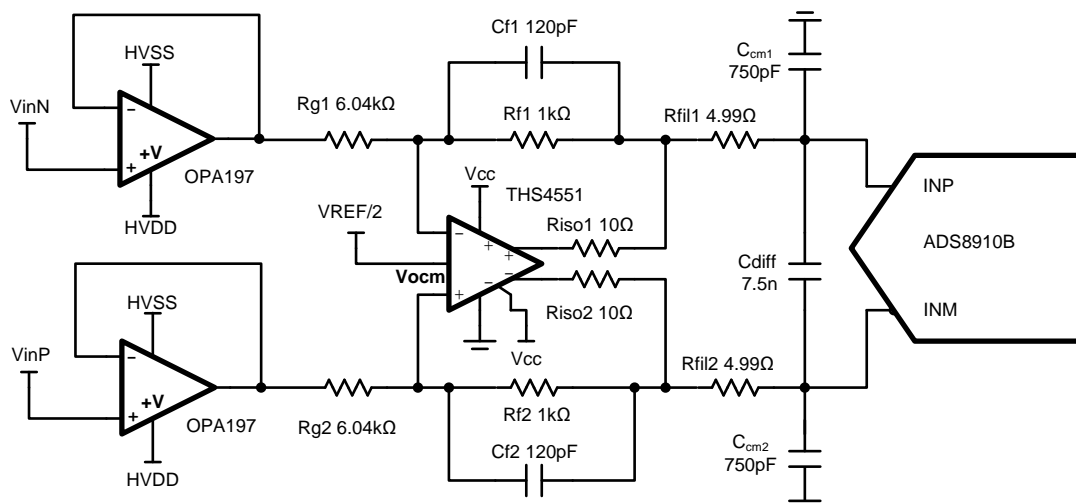 Cf1 120pF
HVSS
VinN
−
+V
+
OPA197
HVDD
Rg1 6.04kΩ
Rf1 1kΩ
Rfil1 4.99Ω
Ccm1
750pF
Vcc
THS4551
VREF/2
Vocm
−
+
+
+
−
−
Riso1 10Ω
Riso2 10Ω
Vcc
INP
ADS8910B
INM
Cdiff
7.5n
HVSS
VinP
−
+V
+
OPA197
HVDD
Rg2 6.04kΩ
Rf2 1kΩ
Cf2 120pF
Rfil2 4.99Ω
Ccm2
750pF